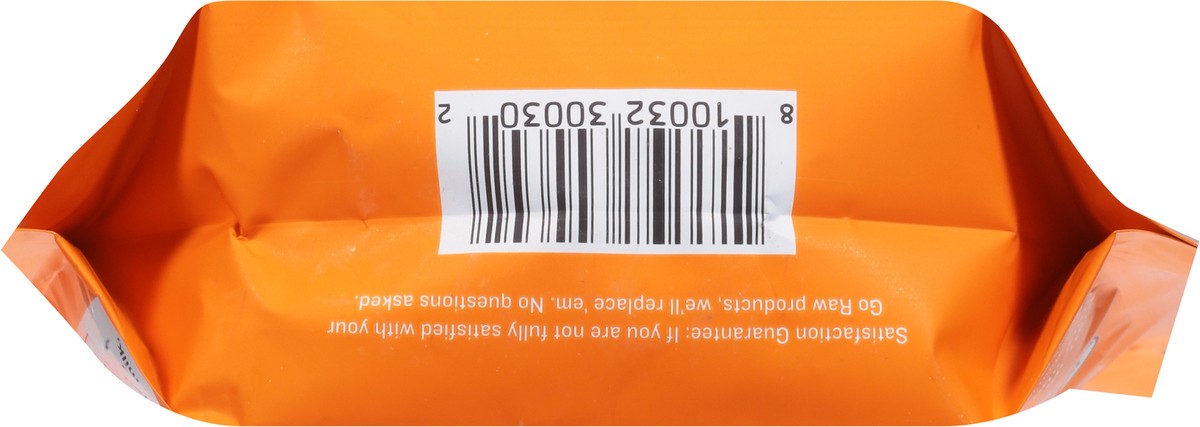 Satisfaction Guarantee: If you are not fully satisfied with your
Go Raw products, we'll replace 'em. No questions asked.
8 10032 30030 2
milk.